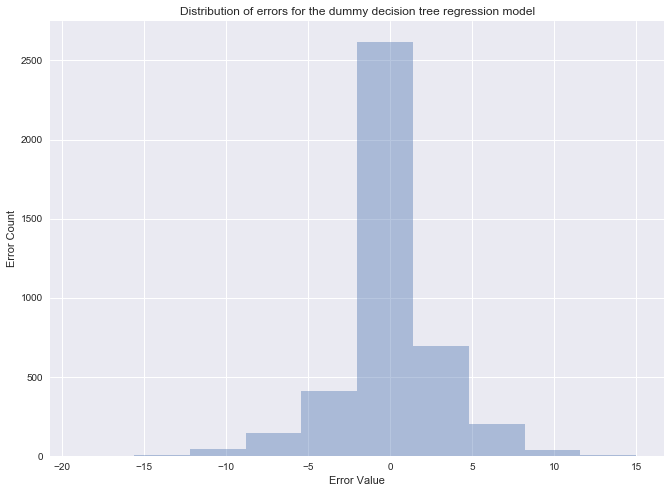 Distribution of errors for the dummy decision tree regression model
2500
2000
1500
1000
500
0
Error Count
−20 −15 −10 −5 0 5 10 15
Error Value